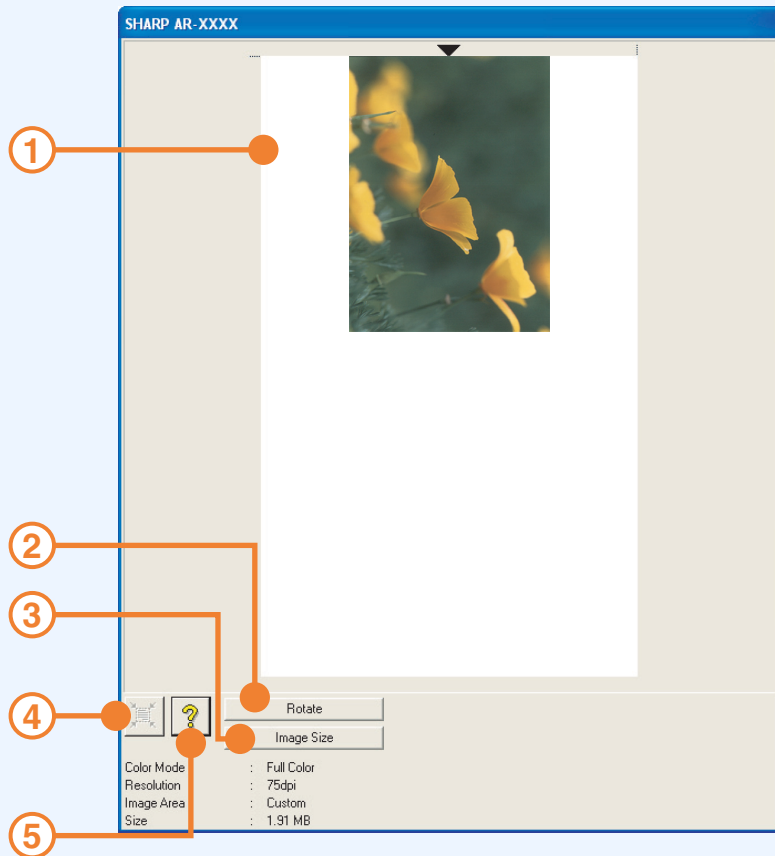 SHARP AR-XXXX
1
2
3
4
5
?
Rotate
Image Size
Color Mode : Full Color
Resolution : 75dpi
Image Area : Custom
Size : 1.91 MB